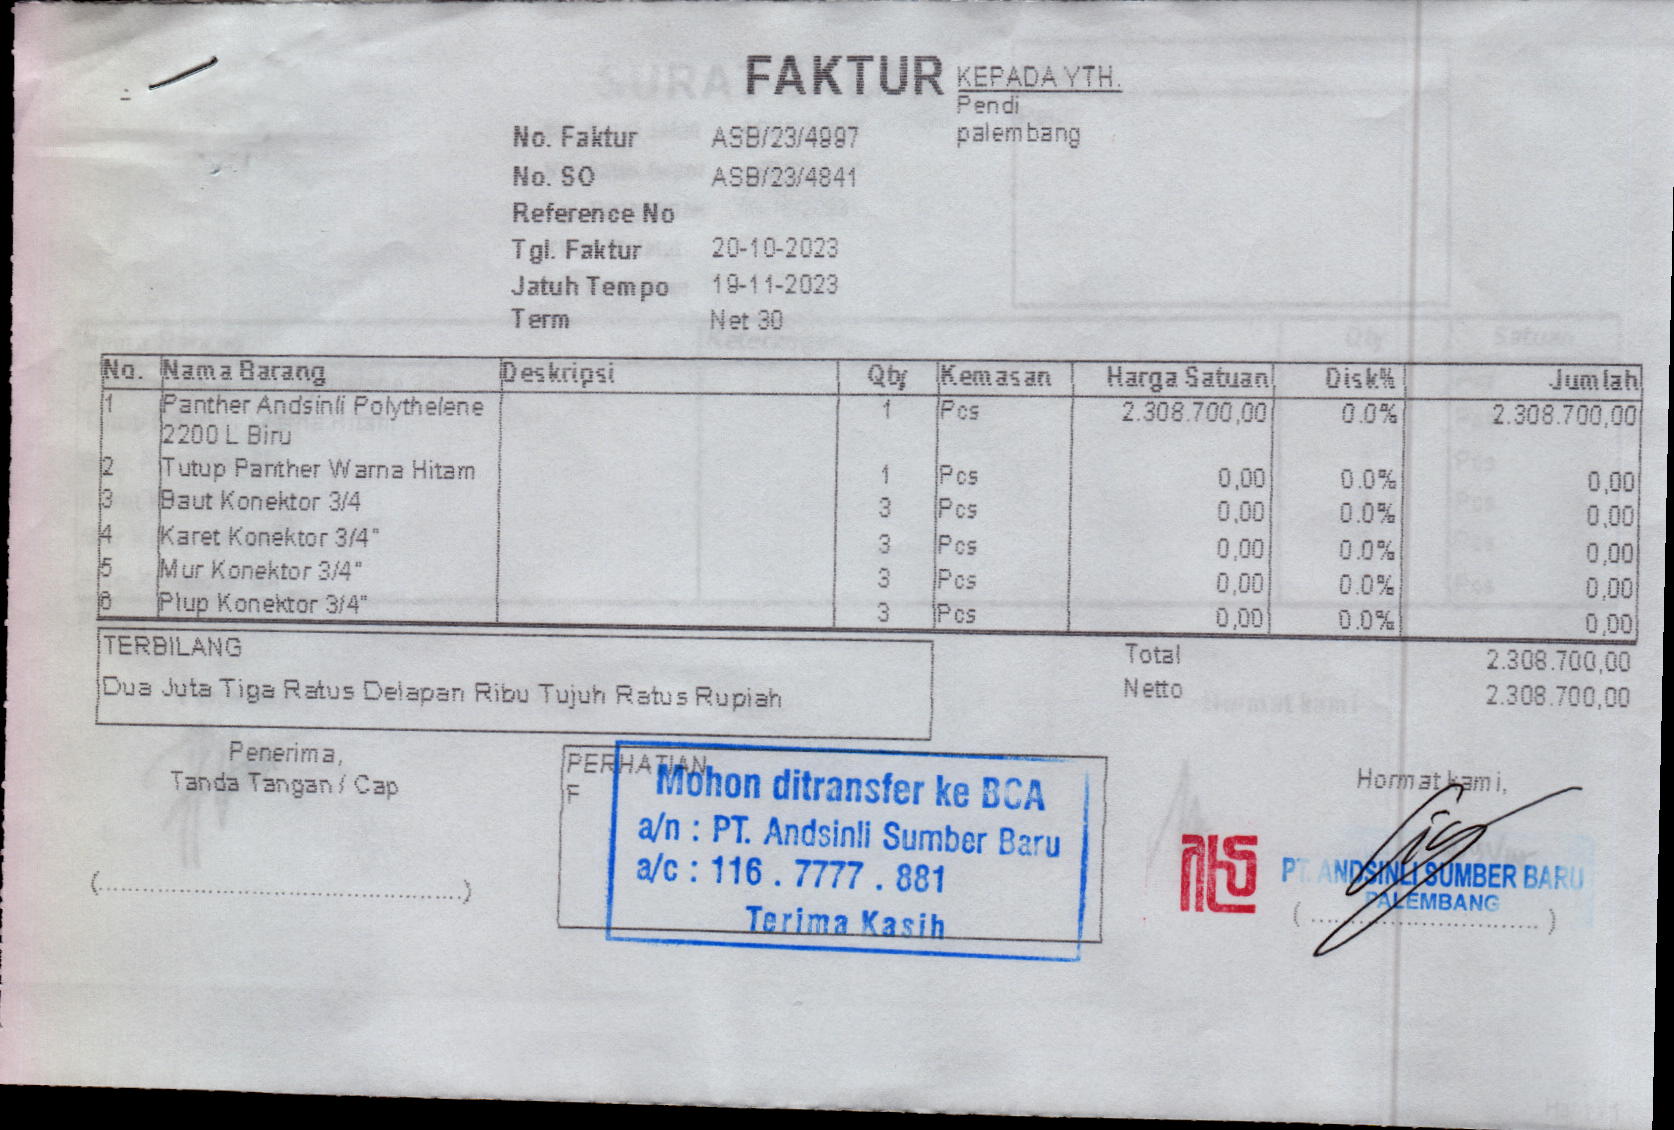 FAKTUR
KEPADA YTH.
Pendi
palembang
No. Faktur ASB/23/4997
No. SO ASB/23/4841
Reference No
Tgl. Faktur 20-10-2023
Jatuh Tempo 19-11-2023
Term Net 30
No. Nama Barang Deskripsi Qty Kemasan Harga Satuan Disk% Jumlah
1 Panther Andsinli Polythelene 1 Pcs 2.308.700,00 0.0% 2.308.700,00
2200 L Biru
2 Tutup Panther Warna Hitam 1 Pcs 0,00 0.0% 0,00
3 Baut Konektor 3/4 3 Pcs 0,00 0.0% 0,00
4 Karet Konektor 3/4" 3 Pcs 0,00 0.0% 0,00
5 Mur Konektor 3/4" 3 Pcs 0,00 0.0% 0,00
6 Plup Konektor 3/4" 3 Pcs 0,00 0.0% 0,00
TERBILANG
Dua Juta Tiga Ratus Delapan Ribu Tujuh Ratus Rupiah
Total 2.308.700,00
Netto 2.308.700,00
Penerima,
Tanda Tangan / Cap
(..............................................)
PERHATIAN
F
Mohon ditransfer ke BCA
a/n : PT. Andsinli Sumber Baru
a/c : 116 . 7777 . 881
Terima Kasih
Hormat kami,
PT. ANDSINLI SUMBER BARU
PALEMBANG
(................................)